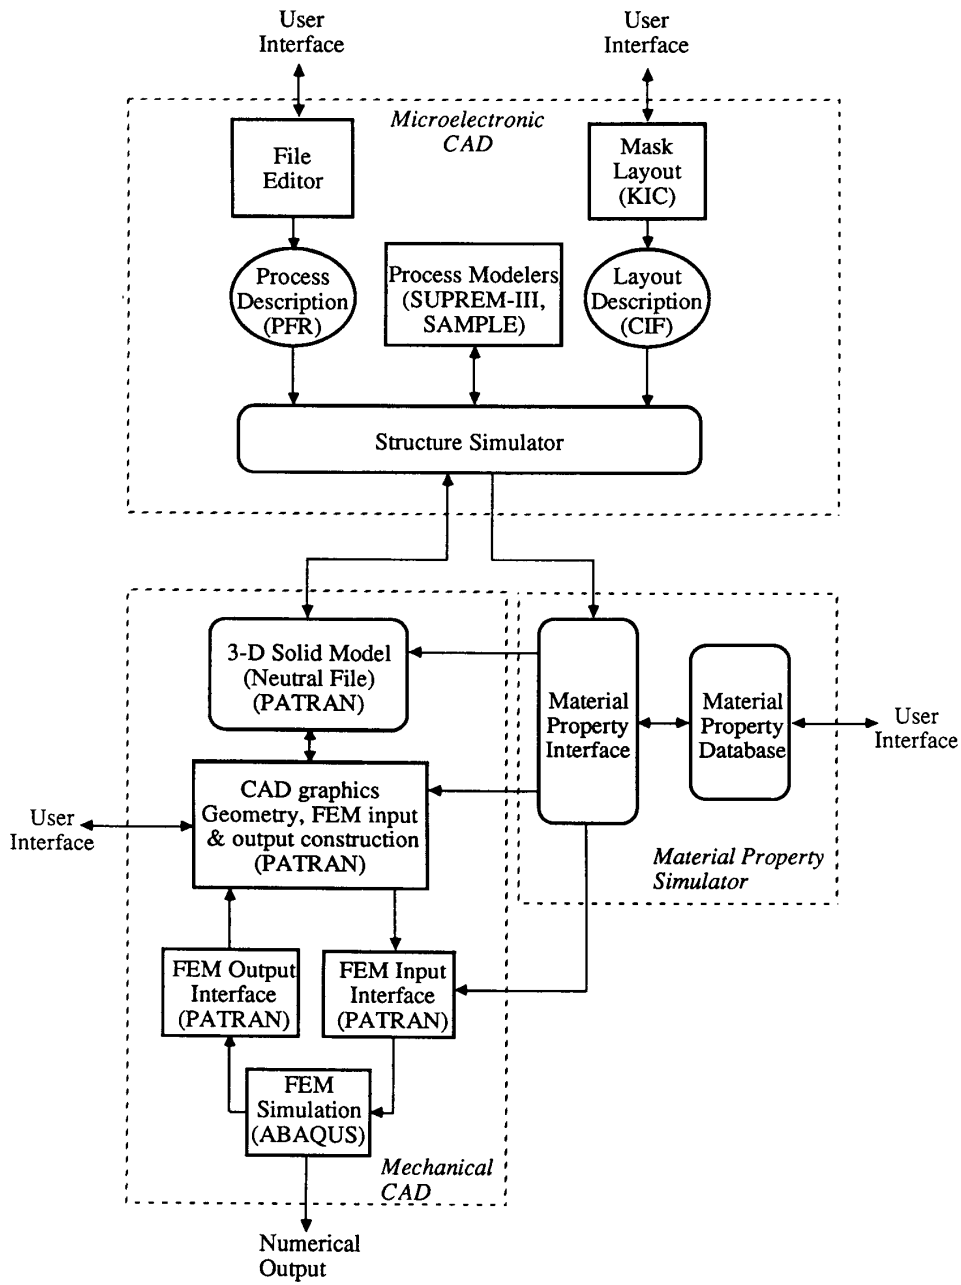 User
Interface
User
Interface
Microelectronic
CAD
File
Editor
Mask
Layout
(KIC)
Process
Description
(PFR)
Process Modelers
(SUPREM-III,
SAMPLE)
Layout
Description
(CIF)
Structure Simulator
3-D Solid Model
(Neutral File)
(PATRAN)
Material
Property
Interface
Material
Property
Database
User
Interface
CAD graphics
Geometry, FEM input
& output construction
(PATRAN)
User
Interface
Material Property
Simulator
FEM Output
Interface
(PATRAN)
FEM Input
Interface
(PATRAN)
FEM
Simulation
(ABAQUS)
Mechanical
CAD
Numerical
Output